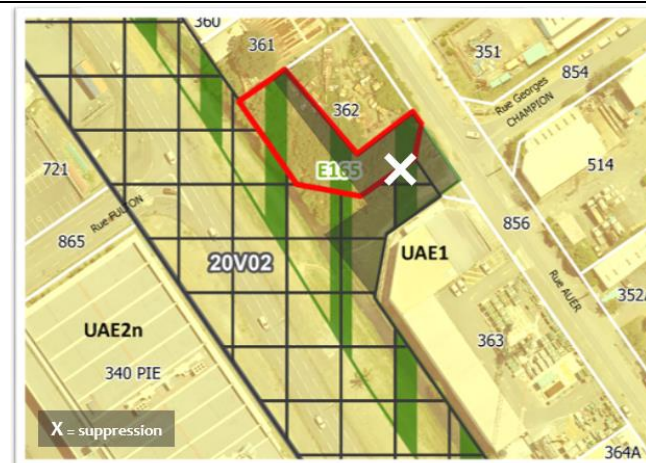 360
361
351
854
Rue Georges
CHAMPION
362
E165
721
514
Rue FULTON
865
856
UAE1
20V02
Rue AUER
352A
UAE2n
363
340 PIE
X = suppression
364A